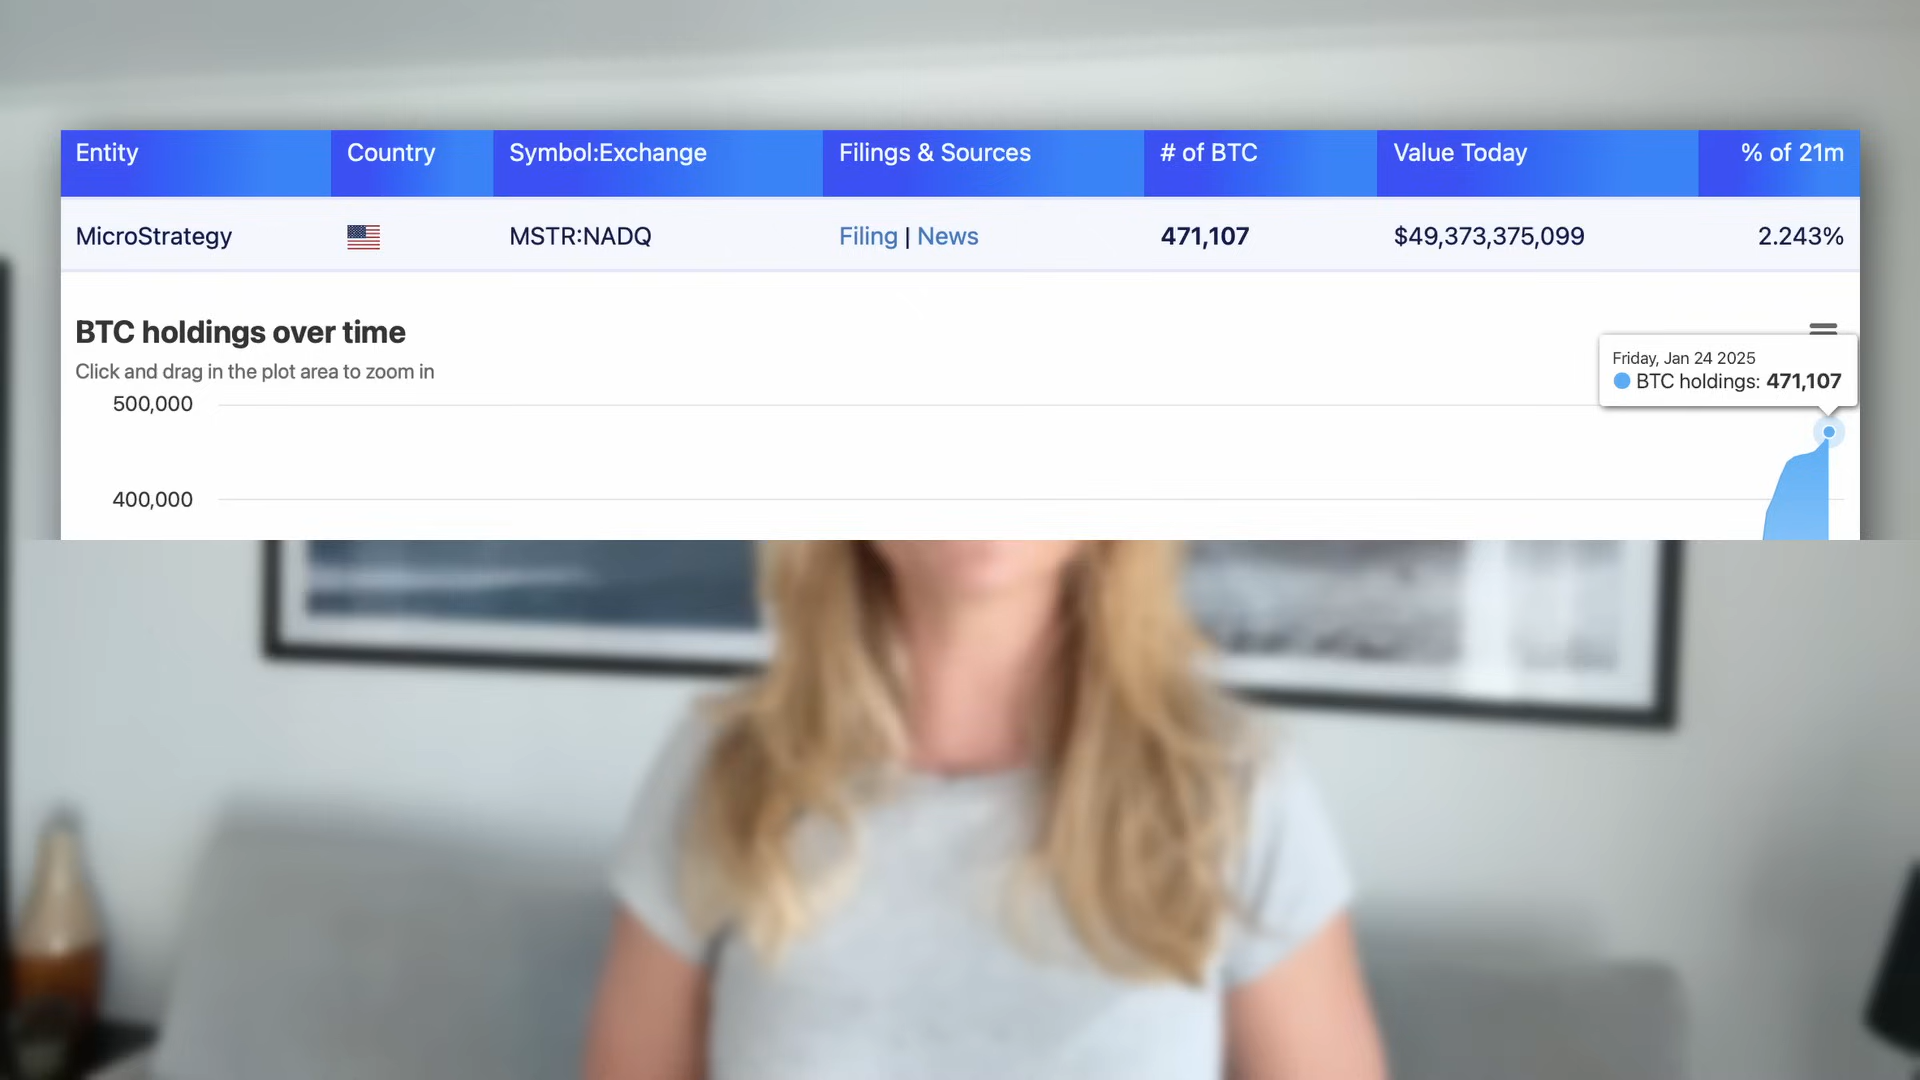 Entity Country Symbol:Exchange Filings & Sources # of BTC Value Today % of 21m
MicroStrategy MSTR:NADQ Filing | News 471,107 $49,373,375,099 2.243%
BTC holdings over time
Click and drag in the plot area to zoom in
Friday, Jan 24 2025
BTC holdings: 471,107
500,000
400,000